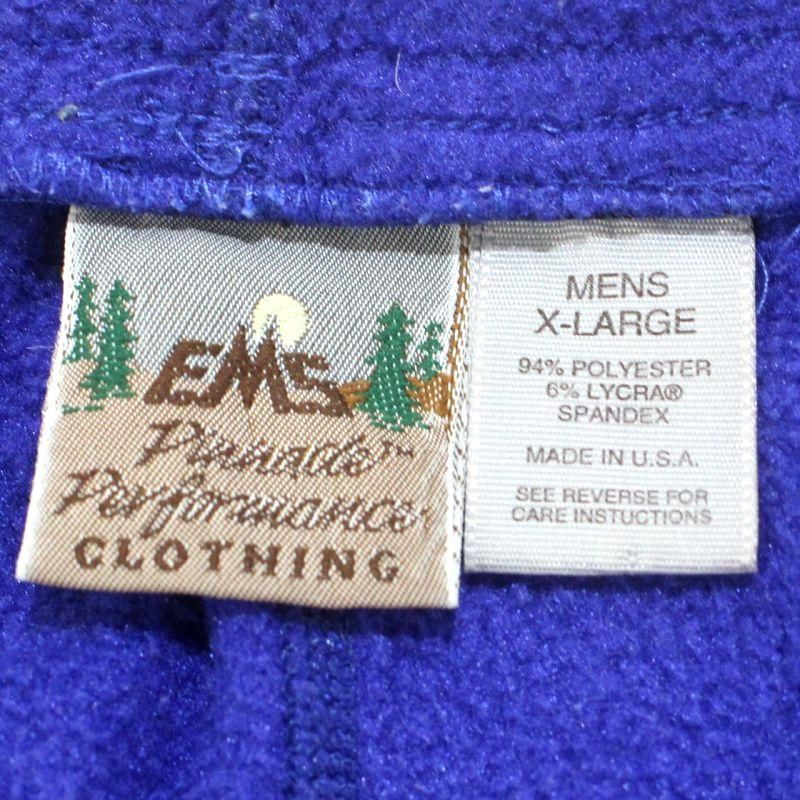 EMS
Pinnacle™
Performance
CLOTHING
MENS
X-LARGE
94% POLYESTER
6% LYCRA®
SPANDEX
MADE IN U.S.A.
SEE REVERSE FOR
CARE INSTUCTIONS